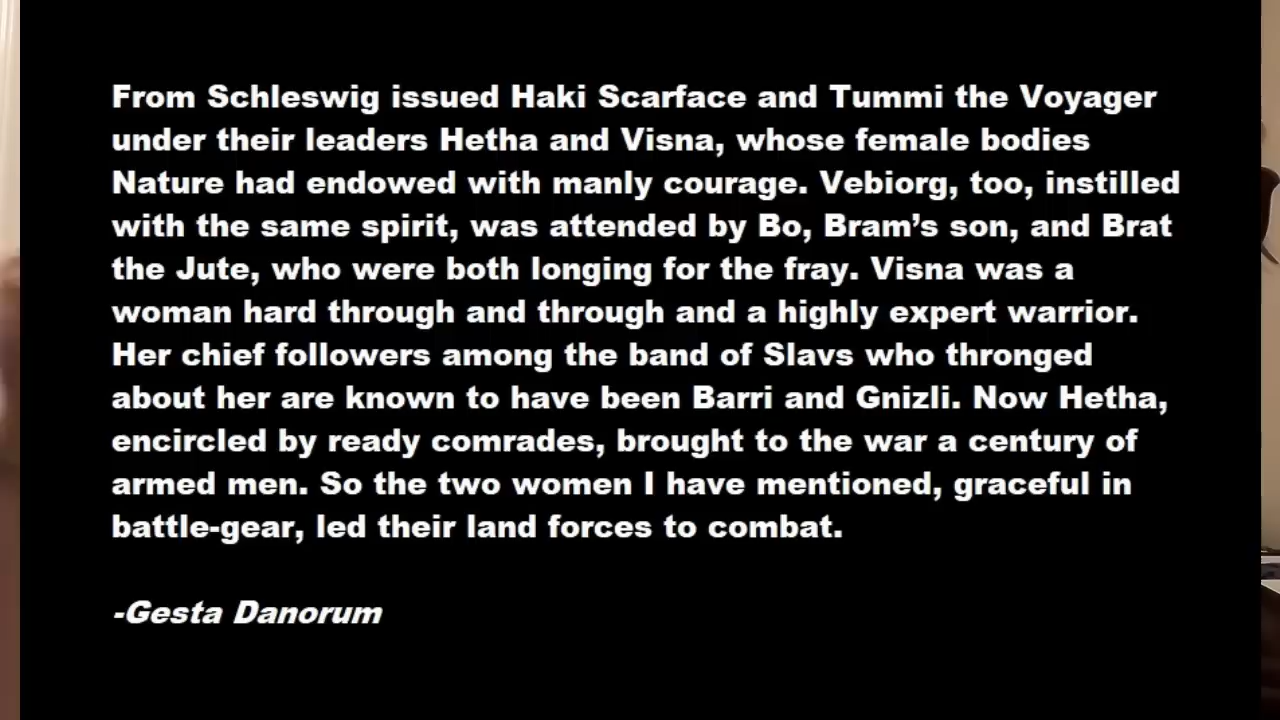 From Schleswig issued Haki Scarface and Tummi the Voyager
under their leaders Hetha and Visna, whose female bodies
Nature had endowed with manly courage. Vebiorg, too, instilled
with the same spirit, was attended by Bo, Bram’s son, and Brat
the Jute, who were both longing for the fray. Visna was a
woman hard through and through and a highly expert warrior.
Her chief followers among the band of Slavs who thronged
about her are known to have been Barri and Gnizli. Now Hetha,
encircled by ready comrades, brought to the war a century of
armed men. So the two women I have mentioned, graceful in
battle-gear, led their land forces to combat.
-Gesta Danorum